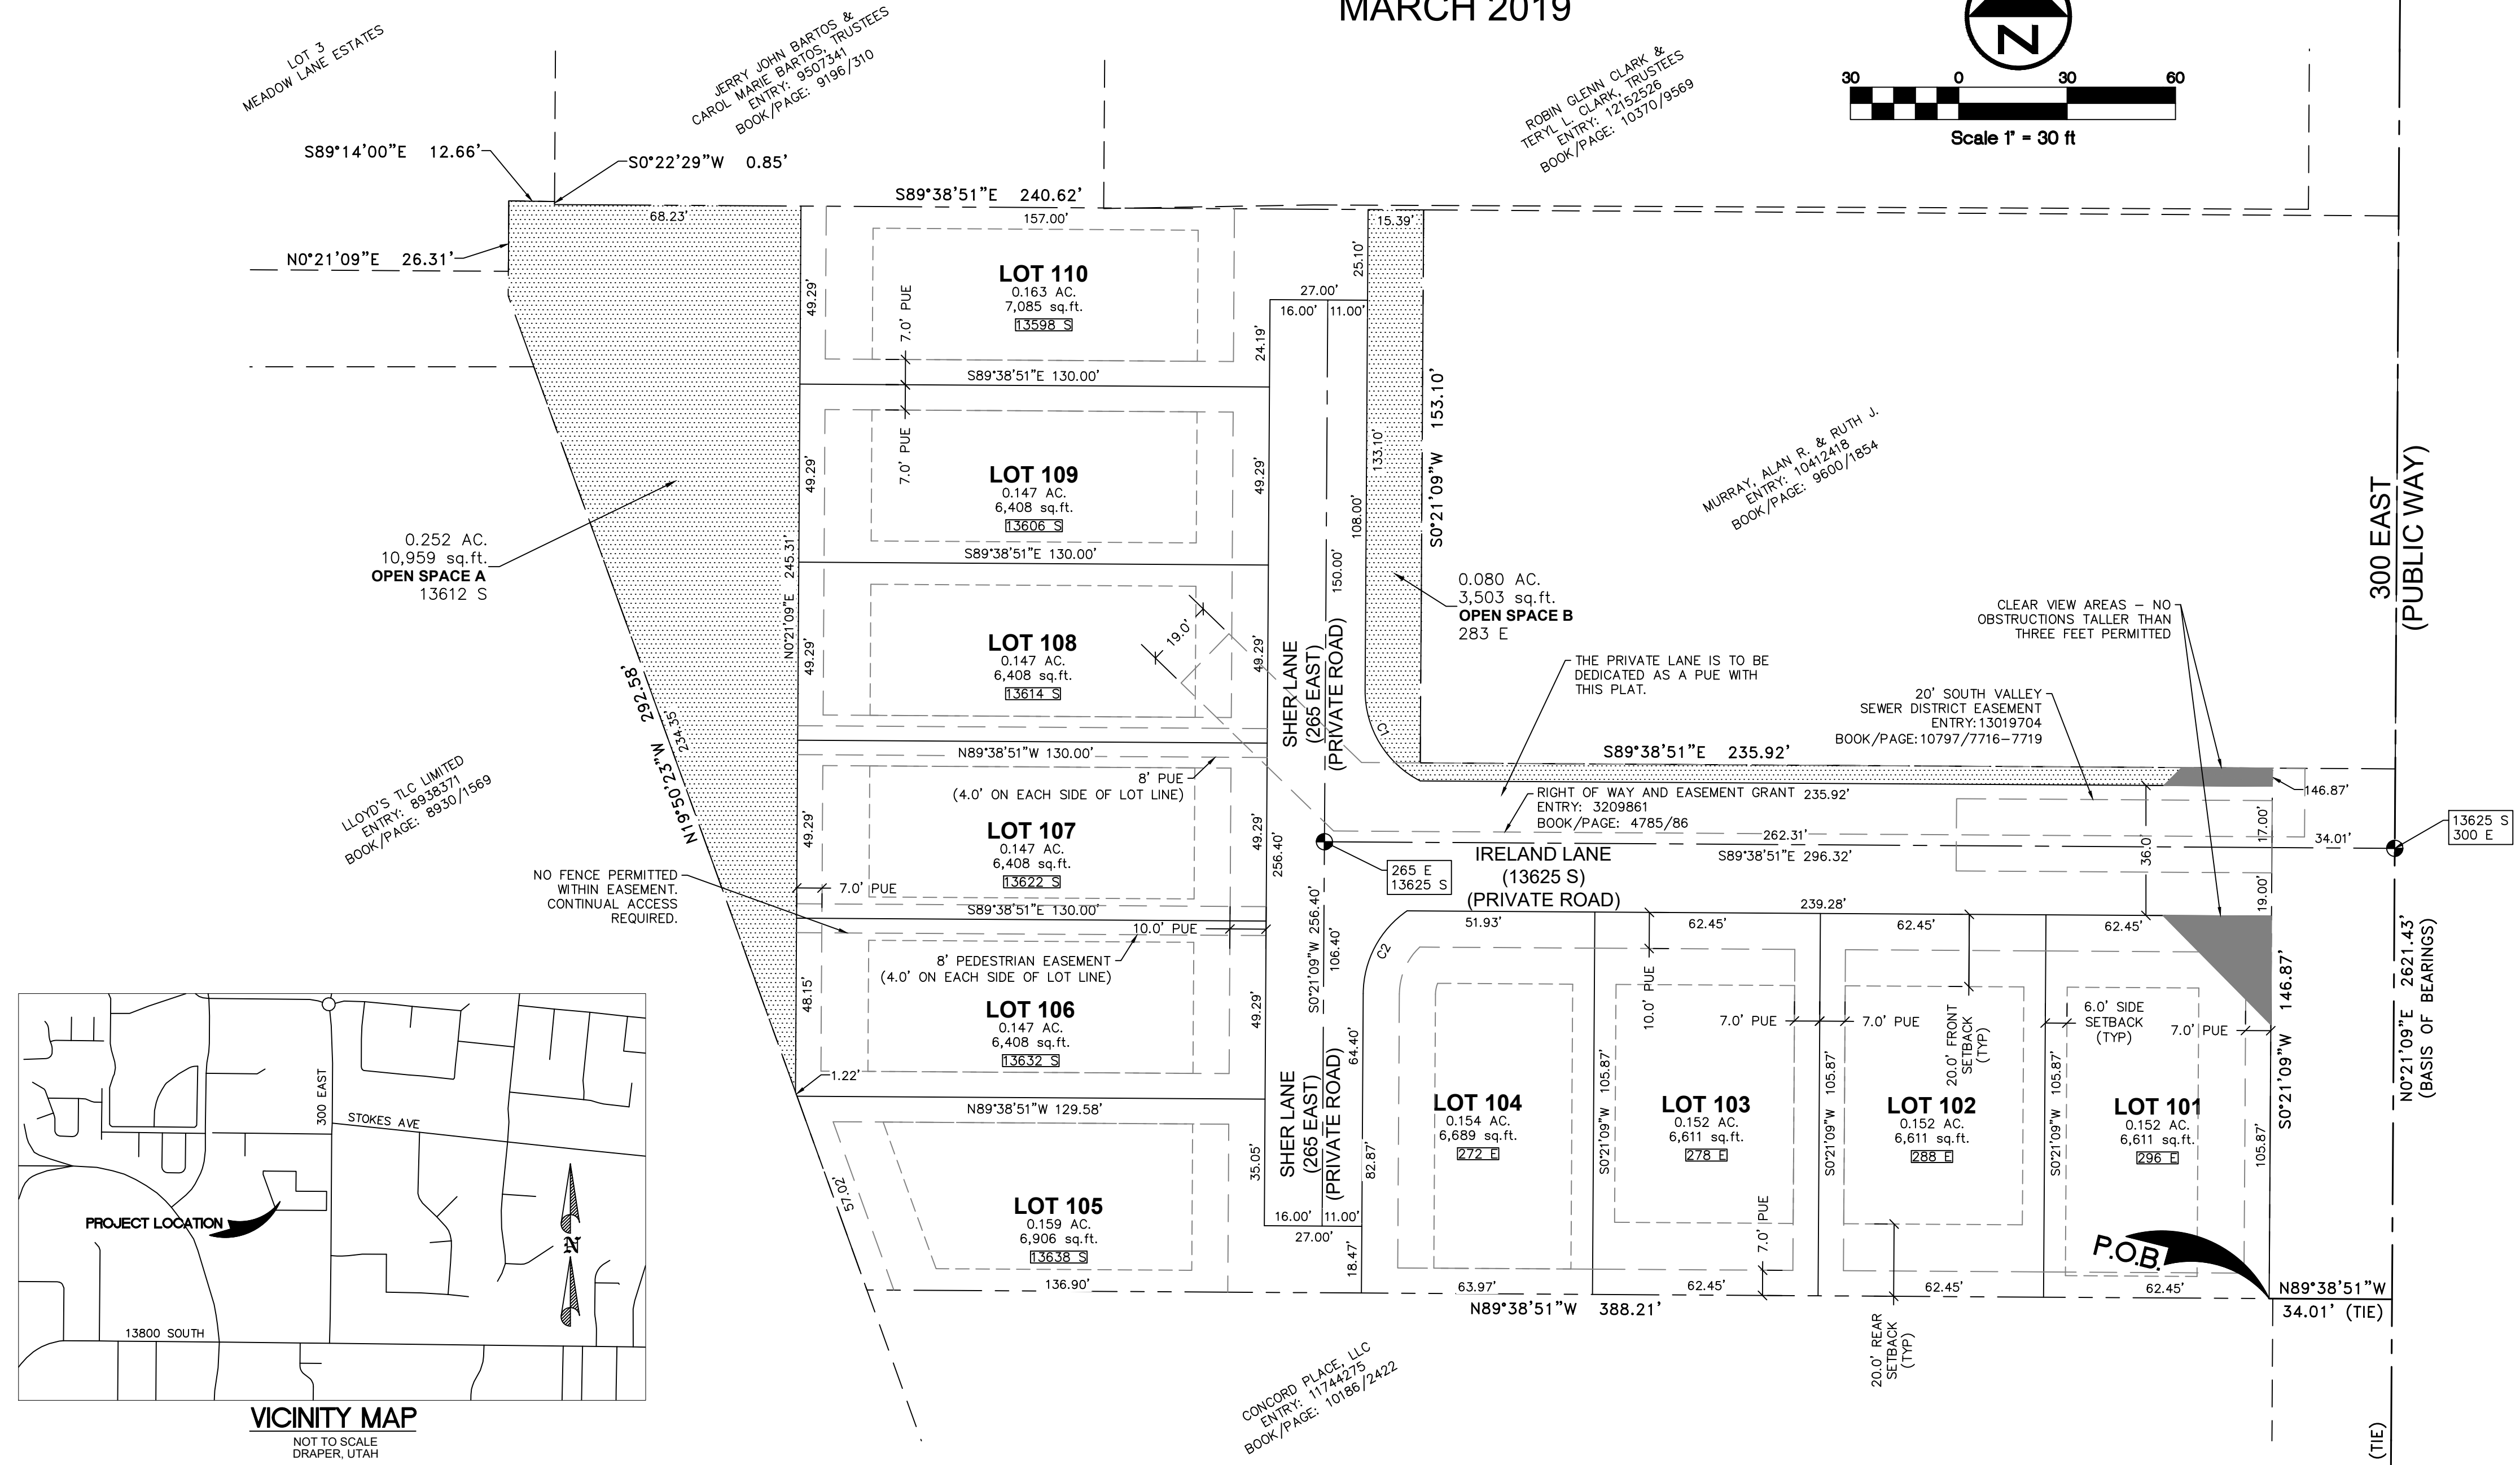 MARCH 2019
LOT 3
MEADOW LANE ESTATES
JERRY JOHN BARTOS &
CAROL MARIE BARTOS, TRUSTEES
ENTRY: 9507341
BOOK/PAGE: 9196/310
ROBIN GLENN CLARK &
TERYL L. CLARK, TRUSTEES
ENTRY: 12152526
BOOK/PAGE: 10370/9569
N
30 0 30 60
Scale 1" = 30 ft
S89°14'00"E 12.66'
S0°22'29"W 0.85'
S89°38'51"E 240.62'
68.23'
157.00'
15.39'
N0°21'09"E 26.31'
25.10'
27.00'
16.00' 11.00'
LOT 110
0.163 AC.
7,085 sq.ft.
13598 S
49.29'
7.0' PUE
24.19'
S89°38'51"E 130.00'
7.0' PUE
LOT 109
0.147 AC.
6,408 sq.ft.
13606 S
49.29'
49.29'
S89°38'51"E 130.00'
133.10'
108.00'
150.00'
S0°21'09"W 153.10'
MURRAY, ALAN R. & RUTH J.
ENTRY: 10412418
BOOK/PAGE: 9600/1854
300 EAST
(PUBLIC WAY)
0.252 AC.
10,959 sq.ft.
OPEN SPACE A
13612 S
N0°21'09"E 245.31'
0.080 AC.
3,503 sq.ft.
OPEN SPACE B
283 E
CLEAR VIEW AREAS – NO
OBSTRUCTIONS TALLER THAN
THREE FEET PERMITTED
LOT 108
0.147 AC.
6,408 sq.ft.
13614 S
49.29'
19.0'
49.29'
SHER LANE
(265 EAST)
(PRIVATE ROAD)
THE PRIVATE LANE IS TO BE
DEDICATED AS A PUE WITH
THIS PLAT.
20' SOUTH VALLEY
SEWER DISTRICT EASEMENT
ENTRY:13019704
BOOK/PAGE:10797/7716–7719
N19°50'23"W 292.58'
234.35'
C1
N89°38'51"W 130.00'
S89°38'51"E 235.92'
8' PUE
(4.0' ON EACH SIDE OF LOT LINE)
RIGHT OF WAY AND EASEMENT GRANT 235.92'
ENTRY: 3209861
BOOK/PAGE: 4785/86
146.87'
LLOYD'S TLC LIMITED
ENTRY: 8938371
BOOK/PAGE: 8930/1569
LOT 107
0.147 AC.
6,408 sq.ft.
13622 S
49.29'
49.29'
256.40'
262.31'
17.00'
34.01'
13625 S
300 E
IRELAND LANE
(13625 S)
(PRIVATE ROAD)
S89°38'51"E 296.32'
36.0'
265 E
13625 S
NO FENCE PERMITTED
WITHIN EASEMENT.
CONTINUAL ACCESS
REQUIRED.
7.0' PUE
S89°38'51"E 130.00'
10.0' PUE
239.28'
19.00'
51.93'
62.45'
62.45'
62.45'
S0°21'09"W 256.40'
106.40'
C2
8' PEDESTRIAN EASEMENT
(4.0' ON EACH SIDE OF LOT LINE)
LOT 106
0.147 AC.
6,408 sq.ft.
13632 S
48.15'
49.29'
10.0' PUE
7.0' PUE
7.0' PUE
20.0' FRONT
SETBACK
(TYP)
6.0' SIDE
SETBACK
(TYP)
7.0' PUE
S0°21'09"W 146.87'
N0°21'09"E 2621.43'
(BASIS OF BEARINGS)
1.22'
N89°38'51"W 129.58'
64.40'
SHER LANE
(265 EAST)
(PRIVATE ROAD)
82.87'
LOT 104
0.154 AC.
6,689 sq.ft.
272 E
S0°21'09"W 105.87'
LOT 103
0.152 AC.
6,611 sq.ft.
278 E
S0°21'09"W 105.87'
LOT 102
0.152 AC.
6,611 sq.ft.
288 E
S0°21'09"W 105.87'
LOT 101
0.152 AC.
6,611 sq.ft.
296 E
105.87'
57.02'
LOT 105
0.159 AC.
6,906 sq.ft.
13638 S
35.05'
16.00' 11.00'
27.00'
18.47'
7.0' PUE
P.O.B.
136.90'
63.97'
62.45'
62.45'
62.45'
N89°38'51"W 388.21'
N89°38'51"W
34.01' (TIE)
20.0' REAR
SETBACK
(TYP)
CONCORD PLACE, LLC
ENTRY: 11744275
BOOK/PAGE: 10186/2422
(TIE)
300 EAST
STOKES AVE
PROJECT LOCATION
N
13800 SOUTH
VICINITY MAP
NOT TO SCALE
DRAPER, UTAH